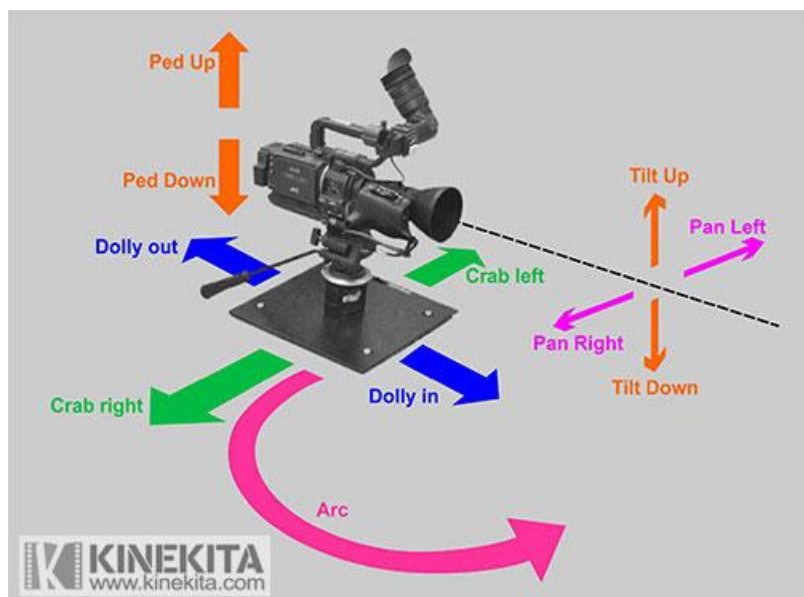 Ped Up
Ped Down
Tilt Up
Pan Left
Dolly out
Crab left
Pan Right
Tilt Down
Dolly in
Crab right
Arc
KINEKITA
www.kinekita.com